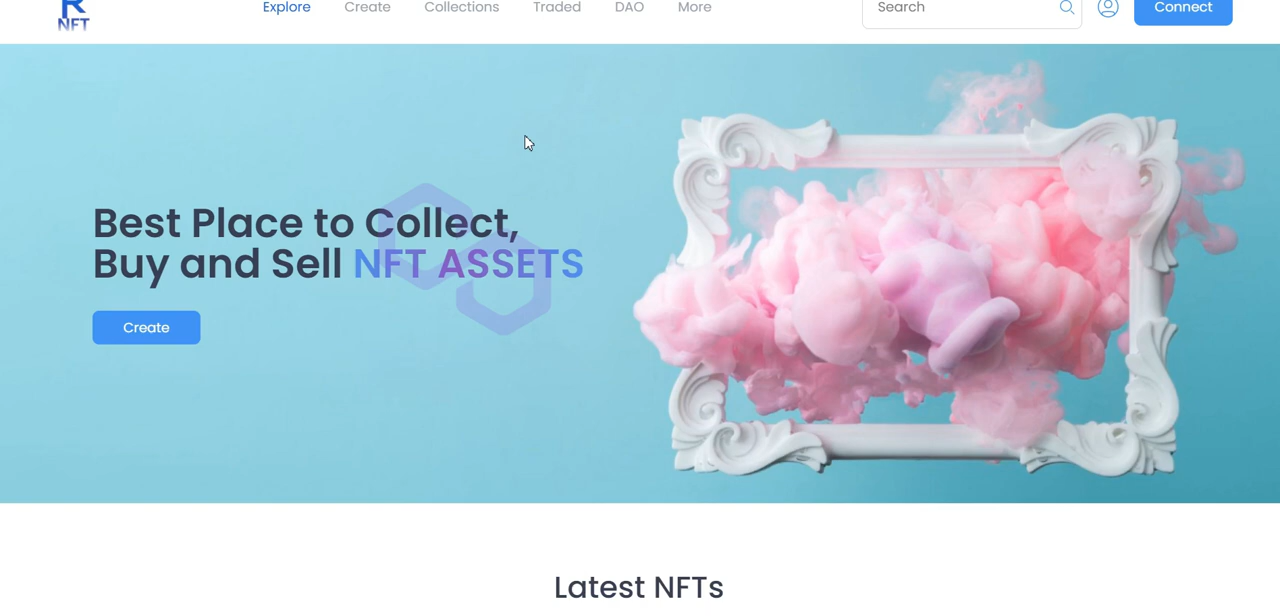 R
NFT
Explore
Create
Collections
Traded
DAO
More
Search
Connect
Best Place to Collect,
Buy and Sell NFT ASSETS
Create
Latest NFTs